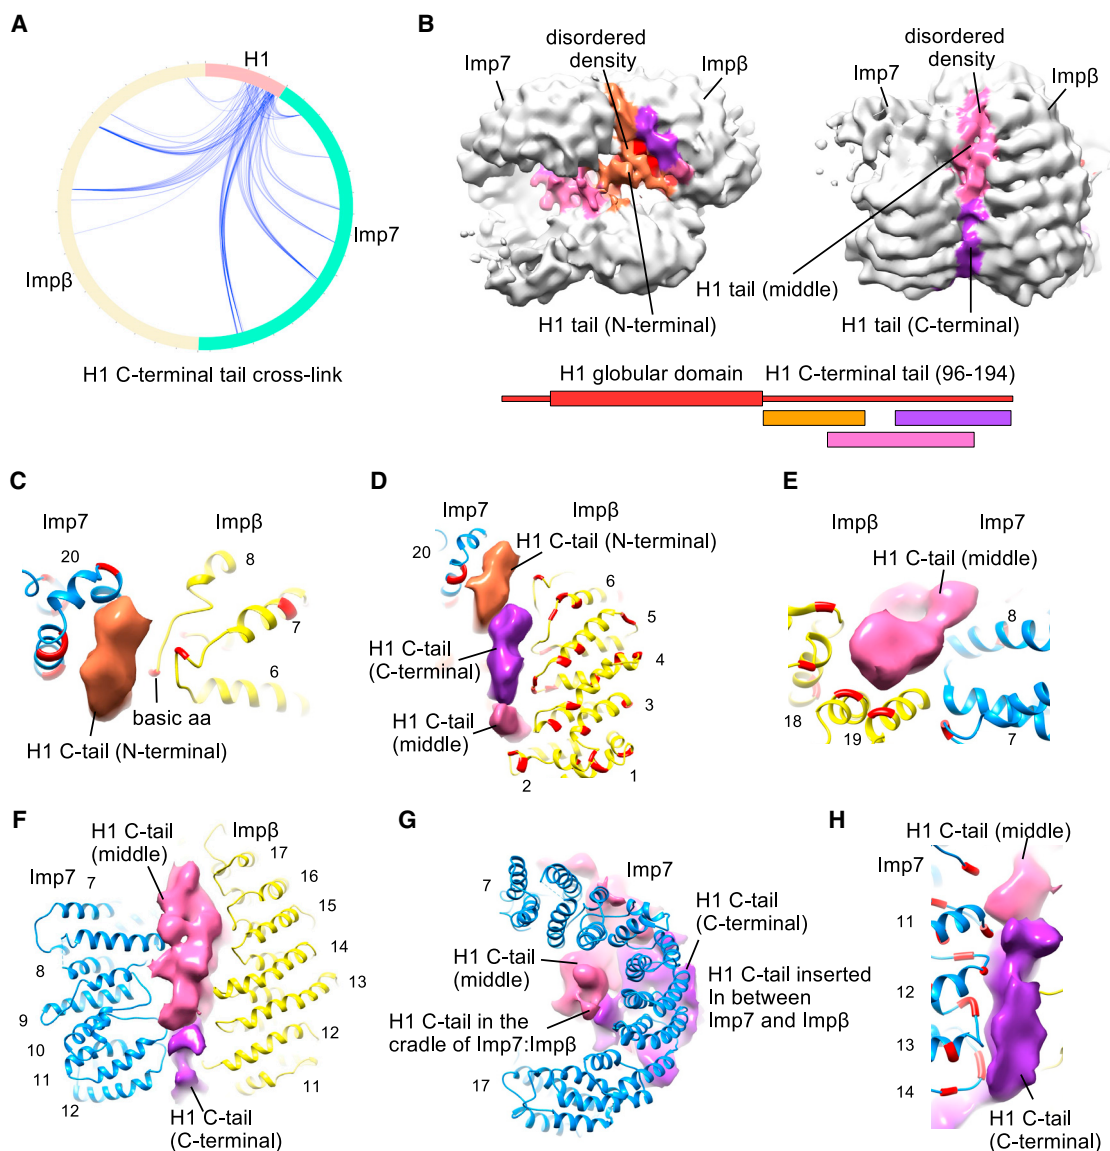 A
H1
Impβ
Imp7
H1 C-terminal tail cross-link
B
disordered
density
Imp7
Impβ
H1 tail (N-terminal)
disordered
density
Imp7
Impβ
H1 tail (middle)
H1 tail (C-terminal)
H1 globular domain
H1 C-terminal tail (96-194)
C
Imp7
Impβ
20
8
7
6
basic aa
H1 C-tail (N-terminal)
D
Imp7
Impβ
20
H1 C-tail (N-terminal)
6
5
H1 C-tail
(C-terminal)
4
3
H1 C-tail
(middle)
2
1
E
Impβ
Imp7
H1 C-tail (middle)
8
18
19
7
F
H1 C-tail
(middle)
Impβ
Imp7
7
17
16
15
8
14
13
9
12
10
11
11
12
H1 C-tail
(C-terminal)
G
7
Imp7
H1 C-tail
(C-terminal)
H1 C-tail
(middle)
H1 C-tail inserted
In between
Imp7 and Impβ
H1 C-tail in the
cradle of Imp7:Impβ
17
H
H1 C-tail (middle)
Imp7
11
12
13
14
H1 C-tail
(C-terminal)